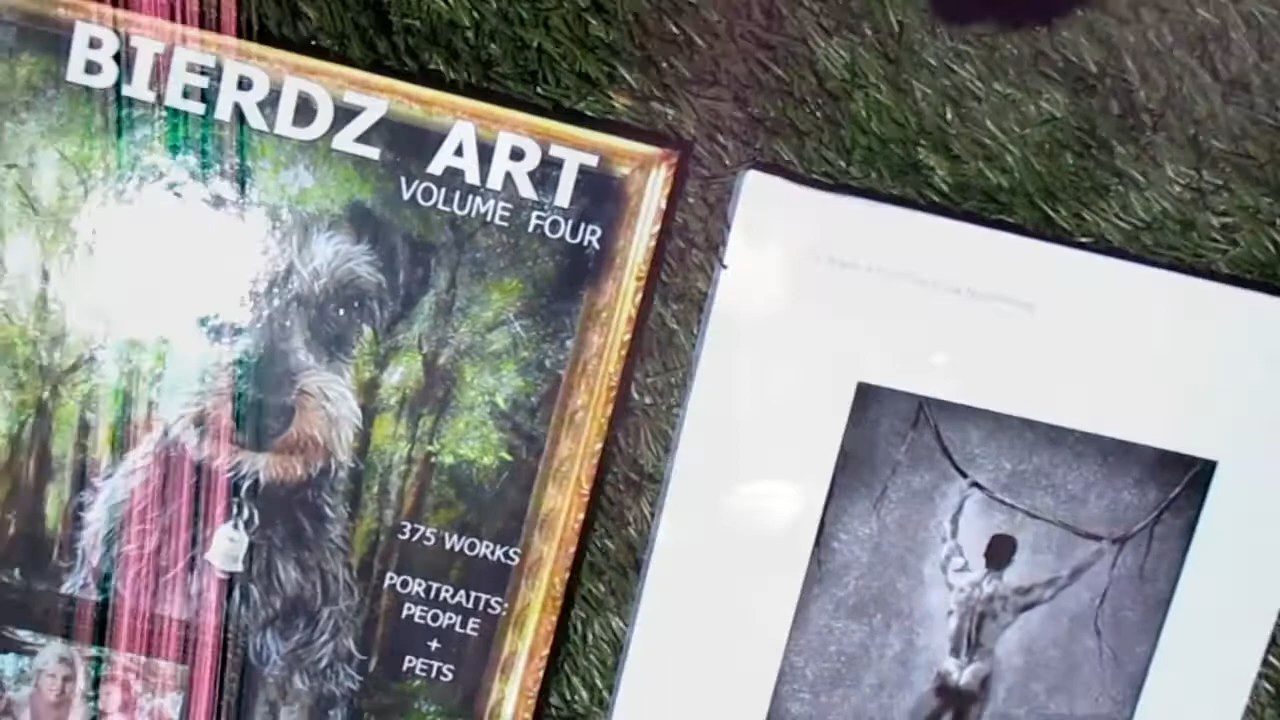 BIERDZ ART
VOLUME FOUR
375 WORKS
PORTRAITS:
PEOPLE
+
PETS